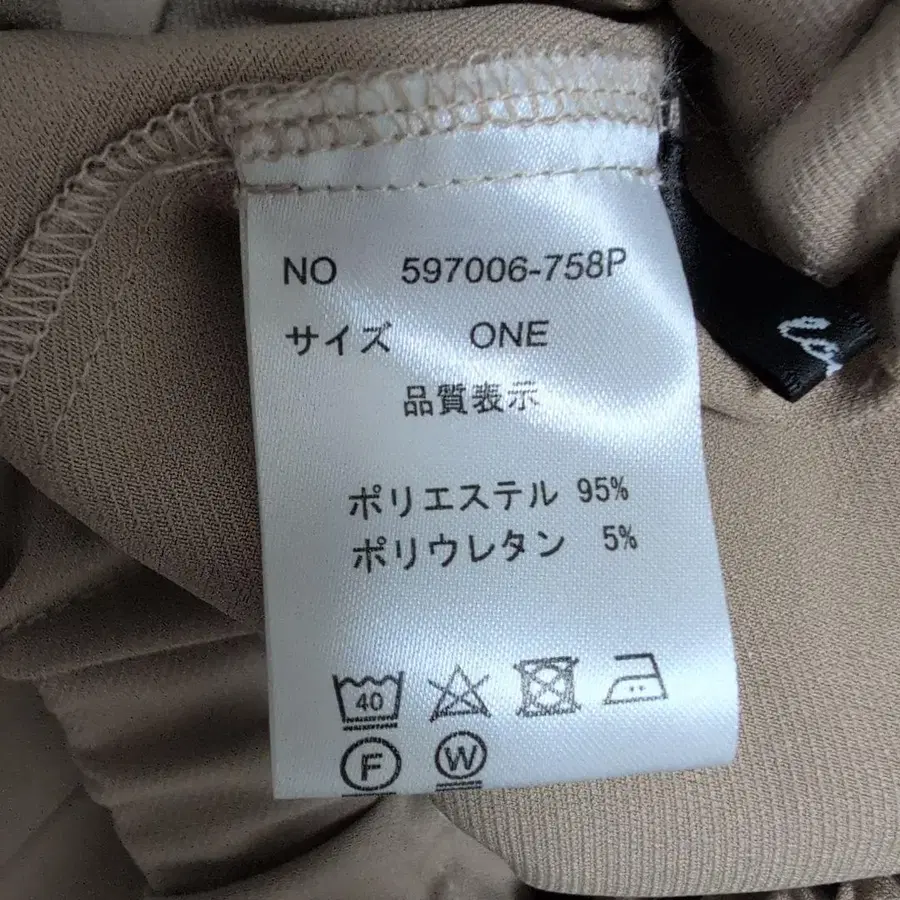 NO 597006-758P
サイズ ONE
品質表示
ポリエステル 95%
ポリウレタン 5%
40
F W